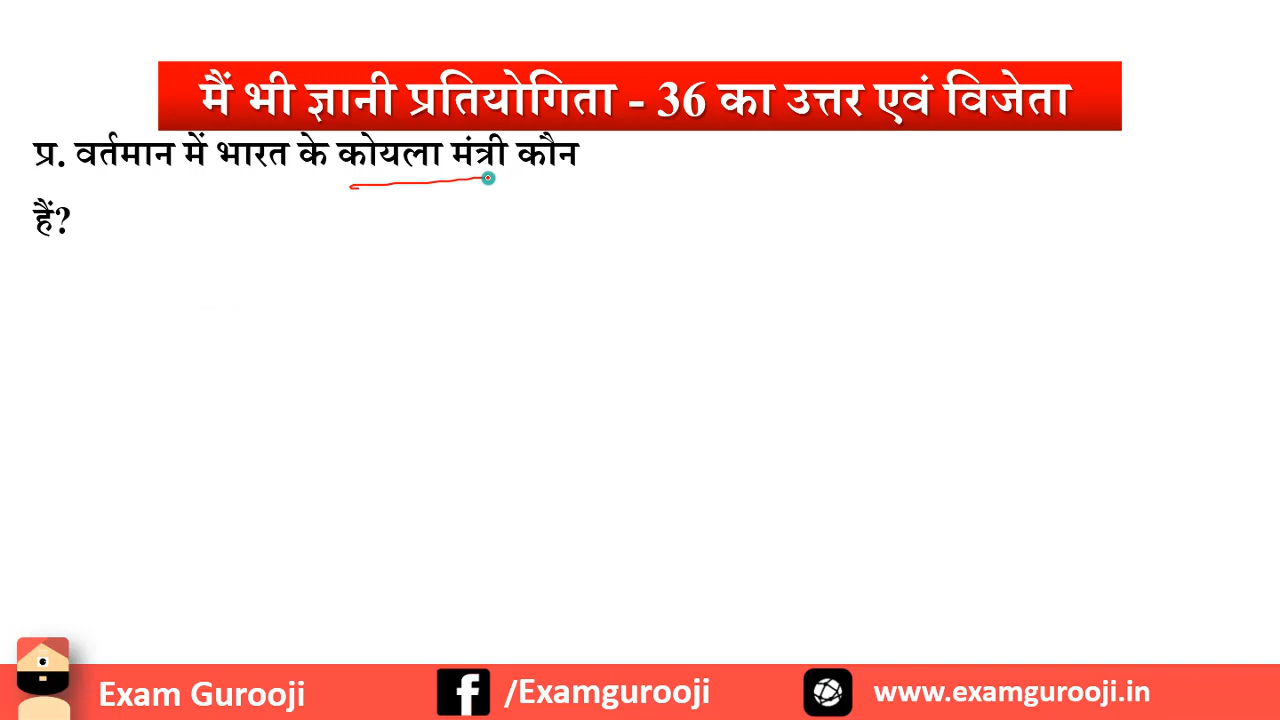 मैं भी ज्ञानी प्रतियोगिता - 36 का उत्तर एवं विजेता
प्र. वर्तमान में भारत के कोयला मंत्री कौन
हैं?
Exam Gurooji
/Examgurooji
www.examgurooji.in